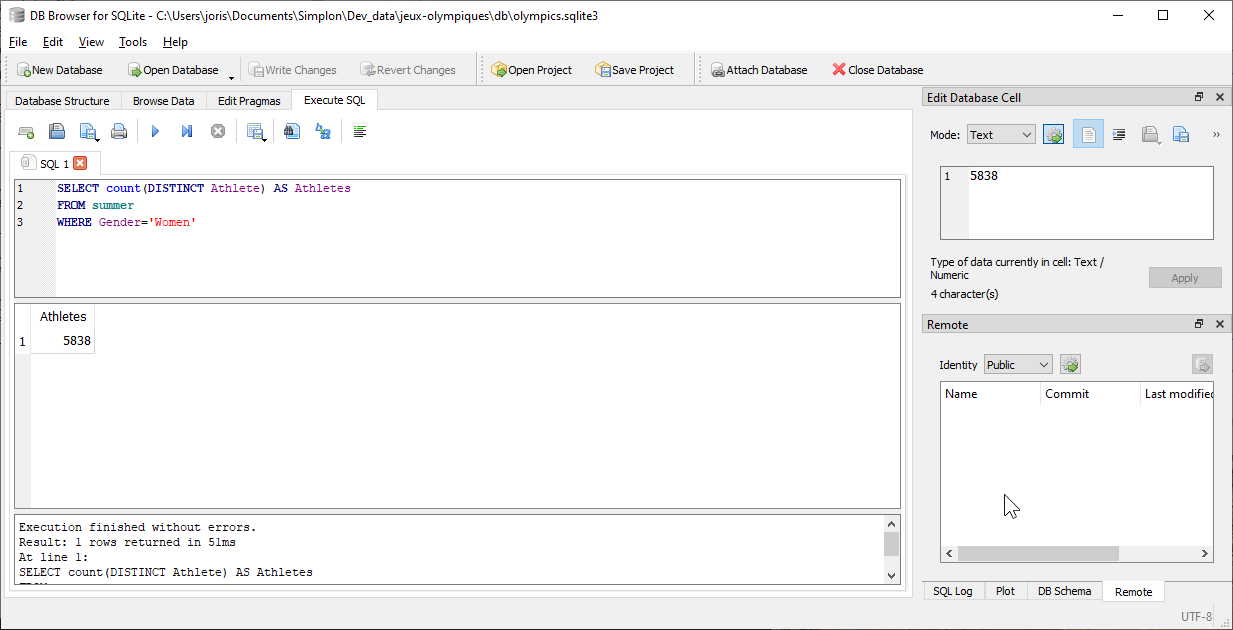 DB Browser for SQLite - C:\Users\joris\Documents\Simplon\Dev_data\jeux-olympiques\db\olympics.sqlite3
File Edit View Tools Help
New Database Open Database Write Changes Revert Changes Open Project Save Project Attach Database Close Database
Database Structure Browse Data Edit Pragmas Execute SQL
SQL 1
1 SELECT count(DISTINCT Athlete) AS Athletes
2 FROM summer
3 WHERE Gender='Women'
Athletes
1 5838
Execution finished without errors.
Result: 1 rows returned in 51ms
At line 1:
SELECT count(DISTINCT Athlete) AS Athletes
Edit Database Cell
Mode: Text
1 5838
Type of data currently in cell: Text /
Numeric
4 character(s)
Apply
Remote
Identity Public
Name Commit Last modified
SQL Log Plot DB Schema Remote
UTF-8